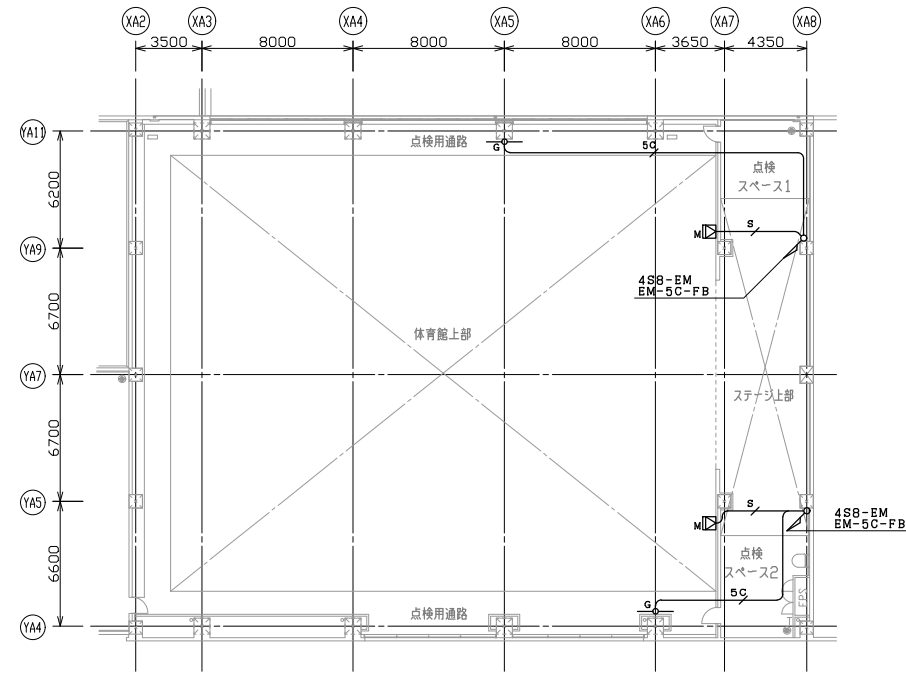 XA2 XA3 XA4 XA5 XA6 XA7 XA8
3500 8000 8000 8000 3650 4350
YA11
点検用通路
G
5C
点検
スペース1
6200
S
M
YA9
4S8-EM
EM-5C-FB
6700
体育館上部
YA7
ステージ上部
6700
YA5
S
4S8-EM
EM-5C-FB
M
点検
スペース2
6600
5C
EPS
G
点検用通路
YA4